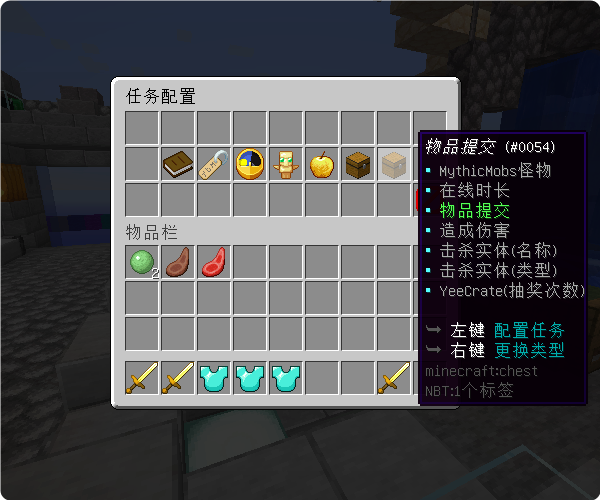 任务配置
物品提交 (#0054)
MythicMobs怪物
在线时长
物品提交
造成伤害
击杀实体(名称)
击杀实体(类型)
YeeCrate(抽奖次数)
左键 配置任务
右键 更换类型
minecraft:chest
NBT:1个标签
物品栏
2